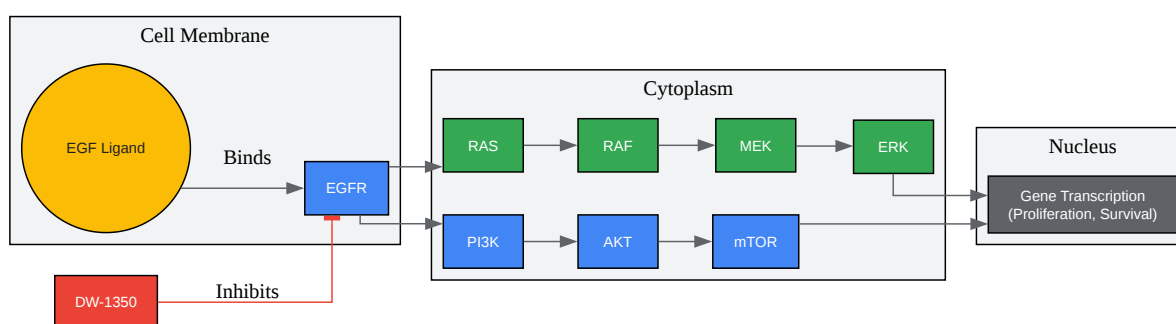 Cell Membrane
EGF Ligand
Binds
EGFR
DW-1350
Inhibits
Cytoplasm
RAS
RAF
MEK
ERK
PI3K
AKT
mTOR
Nucleus
Gene Transcription
(Proliferation, Survival)